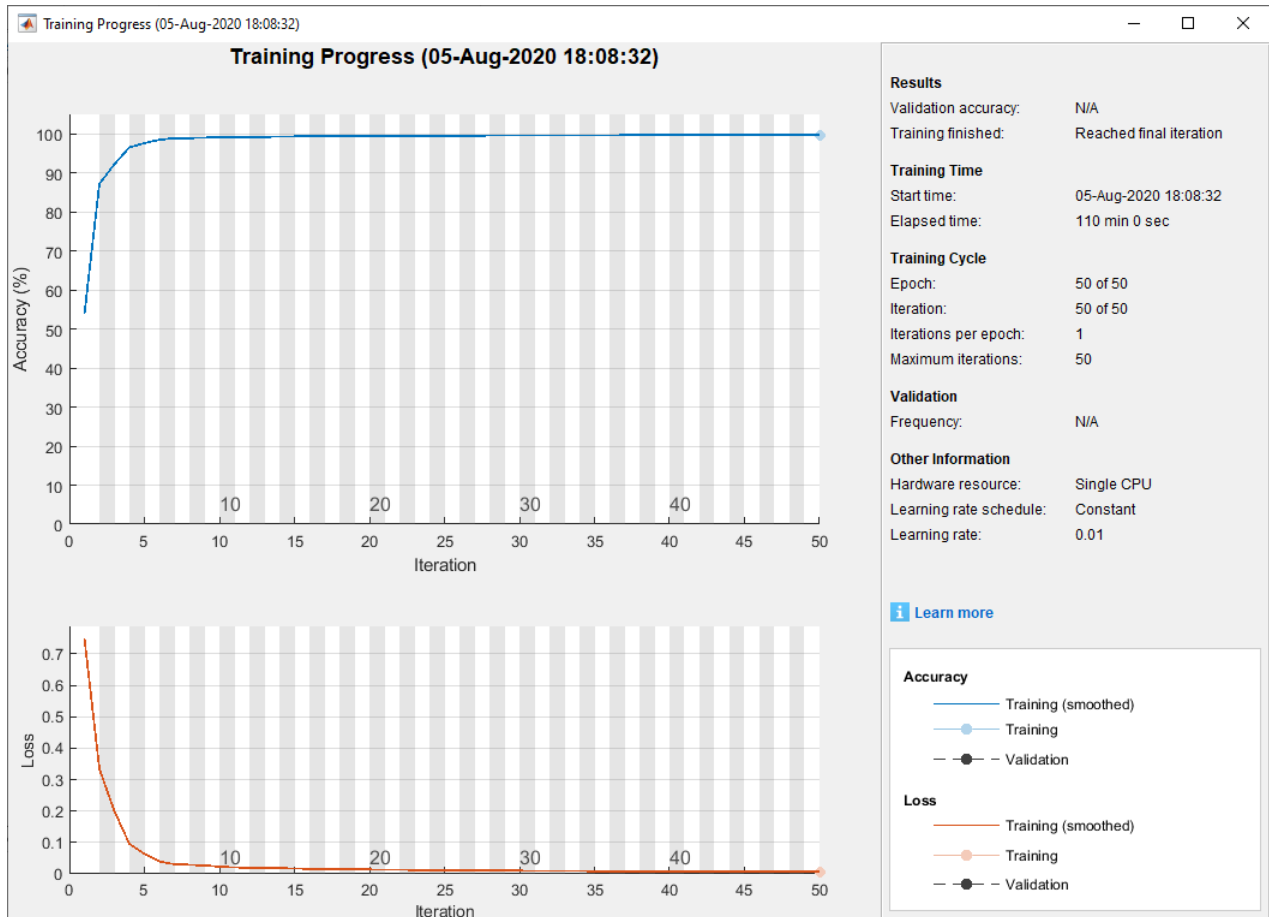 Training Progress (05-Aug-2020 18:08:32)
Training Progress (05-Aug-2020 18:08:32)
100
90
80
70
60
50
40
30
20
10
0
Accuracy (%)
10 20 30 40
0 5 10 15 20 25 30 35 40 45 50
Iteration
0.7
0.6
0.5
0.4
0.3
0.2
0.1
0
Loss
10 20 30 40
0 5 10 15 20 25 30 35 40 45 50
Iteration
Results
Validation accuracy: N/A
Training finished: Reached final iteration
Training Time
Start time: 05-Aug-2020 18:08:32
Elapsed time: 110 min 0 sec
Training Cycle
Epoch: 50 of 50
Iteration: 50 of 50
Iterations per epoch: 1
Maximum iterations: 50
Validation
Frequency: N/A
Other Information
Hardware resource: Single CPU
Learning rate schedule: Constant
Learning rate: 0.01
i Learn more
Accuracy
Training (smoothed)
Training
Validation
Loss
Training (smoothed)
Training
Validation